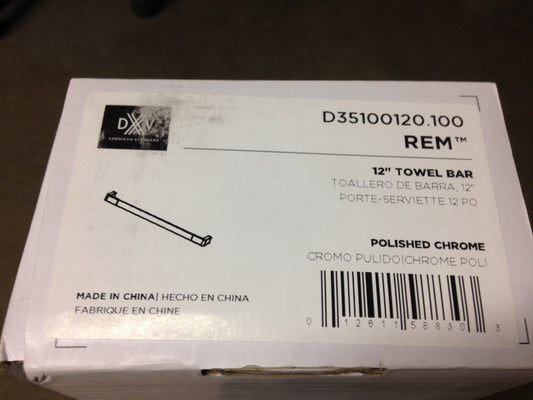 DXV
AMERICAN STANDARD
D35100120.100
REM™
12" TOWEL BAR
TOALLERO DE BARRA, 12"
PORTE-SERVIETTE 12 PO
POLISHED CHROME
CROMO PULIDO|CHROME POLI
MADE IN CHINA| HECHO EN CHINA
FABRIQUE EN CHINE
0 12611 58830 3